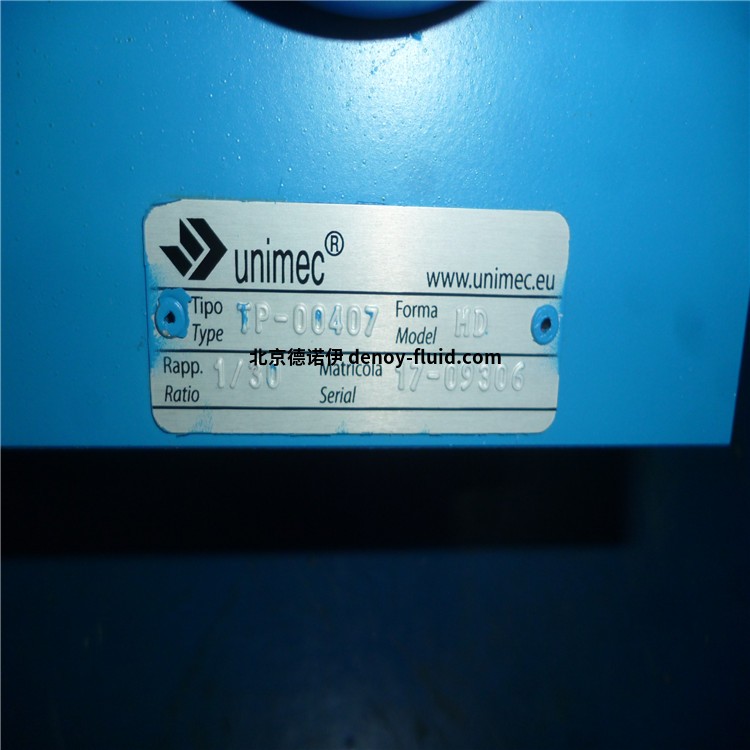 unimec®
www.unimec.eu
Tipo TP-00407 Forma MD
Type Model
北京德诺伊 denoy-fluid.com
Rapp. 1/30 Matricola 17-09306
Ratio Serial